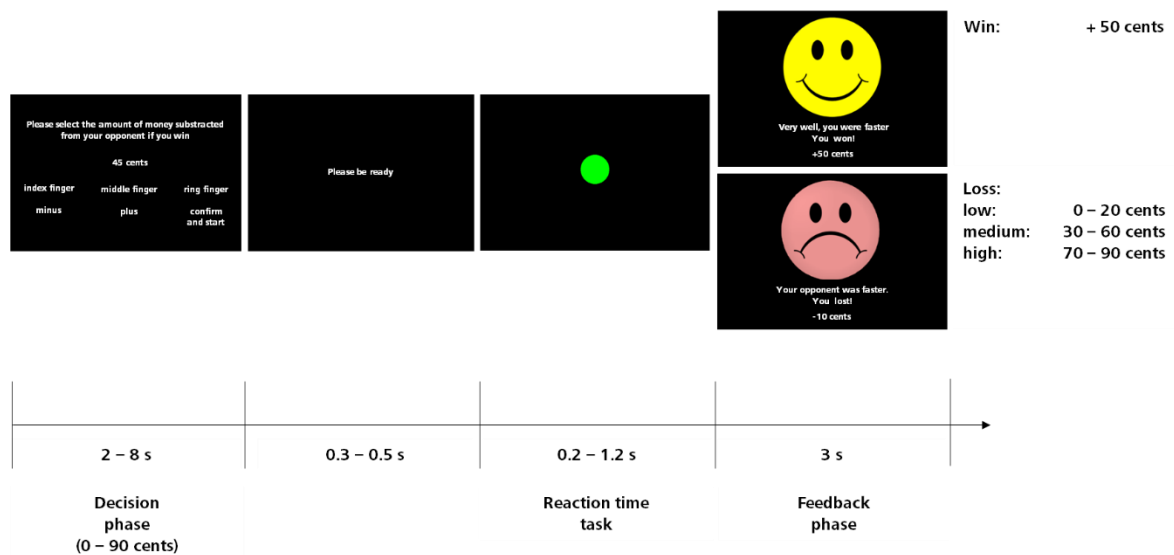 Please select the amount of money substracted
from your opponent if you win
45 cents
index finger middle finger ring finger
minus plus confirm
and start
Please be ready
Very well, you were faster
You won!
+50 cents
Your opponent was faster.
You lost!
-10 cents
Win: + 50 cents
Loss:
low: 0 – 20 cents
medium: 30 – 60 cents
high: 70 – 90 cents
2 – 8 s
0.3 – 0.5 s
0.2 – 1.2 s
3 s
Decision
phase
(0 – 90 cents)
Reaction time
task
Feedback
phase